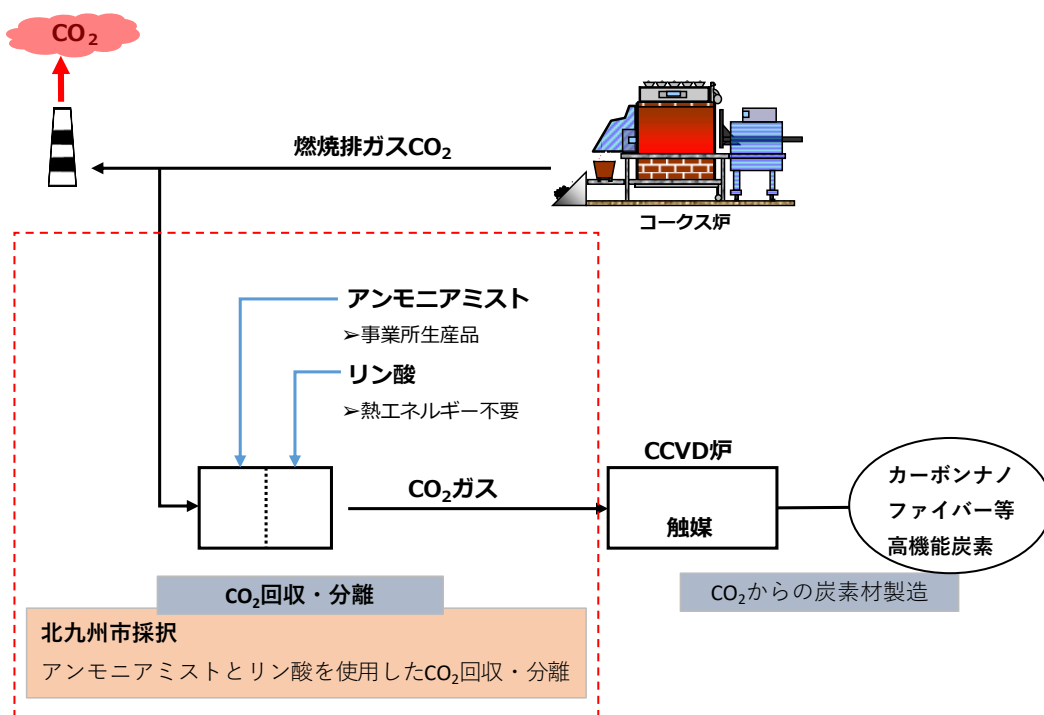 CO₂
燃焼排ガスCO₂
コークス炉
アンモニアミスト
➢事業所生産品
リン酸
➢熱エネルギー不要
CO₂ガス
CCVD炉
触媒
カーボンナノ
ファイバー等
高機能炭素
CO₂回収・分離
CO₂からの炭素材製造
北九州市採択
アンモニアミストとリン酸を使用したCO₂回収・分離